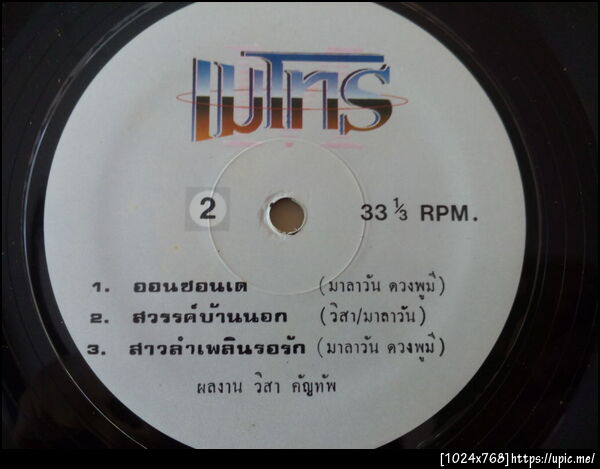 เมโทร
2 33 ⅓ RPM.
1. ออนซอนเด (มาลาวัน ดวงพูมี)
2. สวรรค์บ้านนอก (วิสา/มาลาวัน)
3. สาวลำเพลินรอรัก (มาลาวัน ดวงพูมี)
ผลงาน วิสา คัญทัพ
[1024x768]https://upic.me/